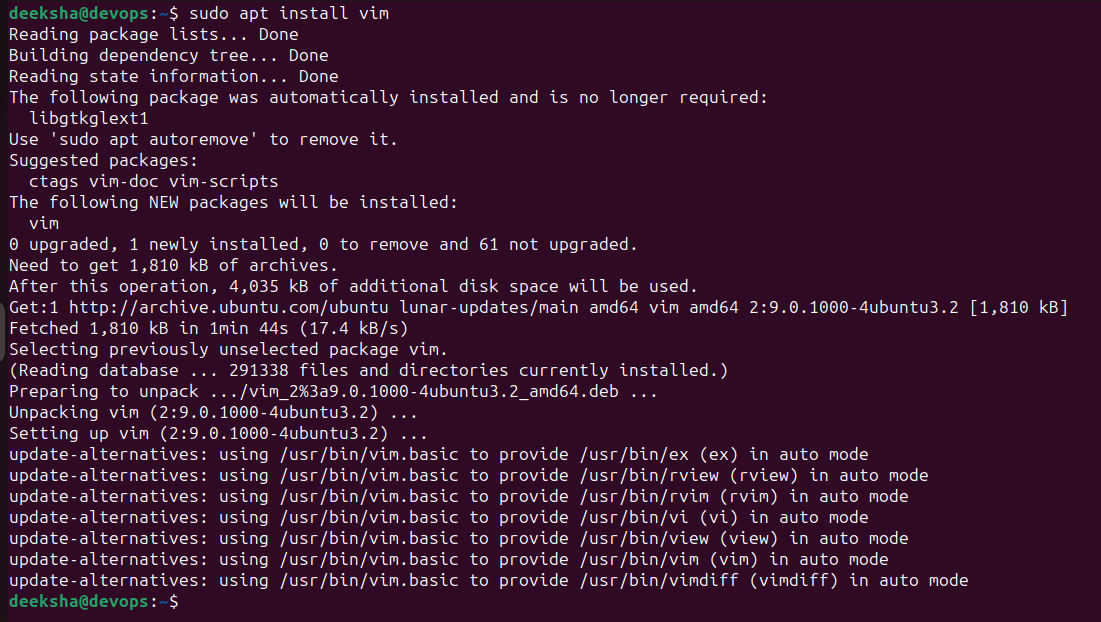 deeksha@devops:~$ sudo apt install vim
Reading package lists... Done
Building dependency tree... Done
Reading state information... Done
The following package was automatically installed and is no longer required:
  libgtkglext1
Use 'sudo apt autoremove' to remove it.
Suggested packages:
  ctags vim-doc vim-scripts
The following NEW packages will be installed:
  vim
0 upgraded, 1 newly installed, 0 to remove and 61 not upgraded.
Need to get 1,810 kB of archives.
After this operation, 4,035 kB of additional disk space will be used.
Get:1 http://archive.ubuntu.com/ubuntu lunar-updates/main amd64 vim amd64 2:9.0.1000-4ubuntu3.2 [1,810 kB]
Fetched 1,810 kB in 1min 44s (17.4 kB/s)
Selecting previously unselected package vim.
(Reading database ... 291338 files and directories currently installed.)
Preparing to unpack .../vim_2%3a9.0.1000-4ubuntu3.2_amd64.deb ...
Unpacking vim (2:9.0.1000-4ubuntu3.2) ...
Setting up vim (2:9.0.1000-4ubuntu3.2) ...
update-alternatives: using /usr/bin/vim.basic to provide /usr/bin/ex (ex) in auto mode
update-alternatives: using /usr/bin/vim.basic to provide /usr/bin/rview (rview) in auto mode
update-alternatives: using /usr/bin/vim.basic to provide /usr/bin/rvim (rvim) in auto mode
update-alternatives: using /usr/bin/vim.basic to provide /usr/bin/vi (vi) in auto mode
update-alternatives: using /usr/bin/vim.basic to provide /usr/bin/view (view) in auto mode
update-alternatives: using /usr/bin/vim.basic to provide /usr/bin/vim (vim) in auto mode
update-alternatives: using /usr/bin/vim.basic to provide /usr/bin/vimdiff (vimdiff) in auto mode
deeksha@devops:~$